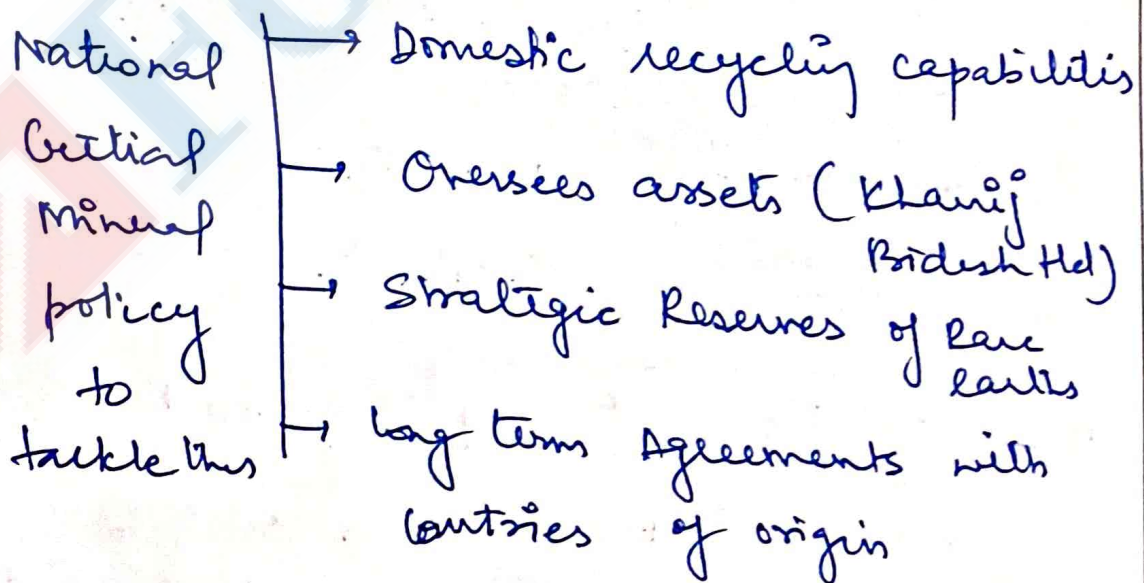 National
Critial
Mineral
policy
to
tackle this
→ Domestic recycling capabilitis
→ Oversees assets (Khanij
Bidesh ltd)
→ Strategic Reserves of Rare
earths
→ long term Agreements with
countries of origin